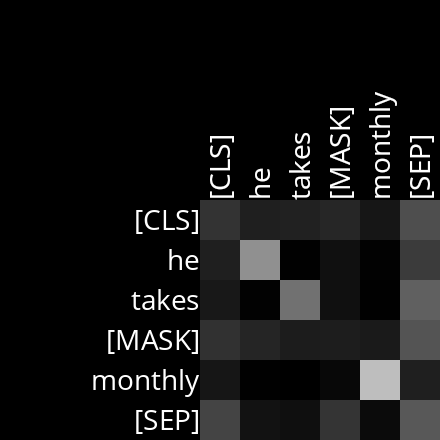 [CLS]
he
takes
[MASK]
monthly
[SEP]
[CLS]
he
takes
[MASK]
monthly
[SEP]